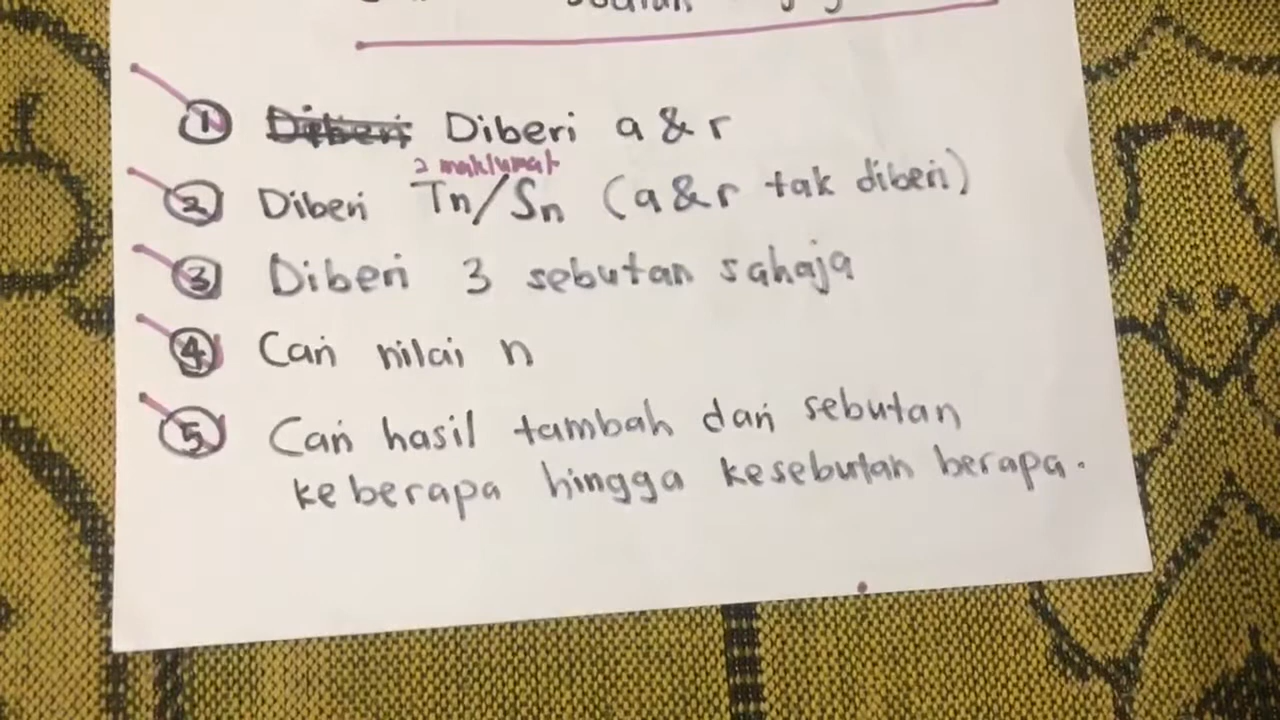 ① Diberi Diberi a & r
2 maklumat
② Diberi Tn/Sn (a & r tak diberi)
③ Diberi 3 sebutan sahaja
④ Cari nilai n
⑤ Cari hasil tambah dari sebutan
keberapa hingga kesebutan berapa.